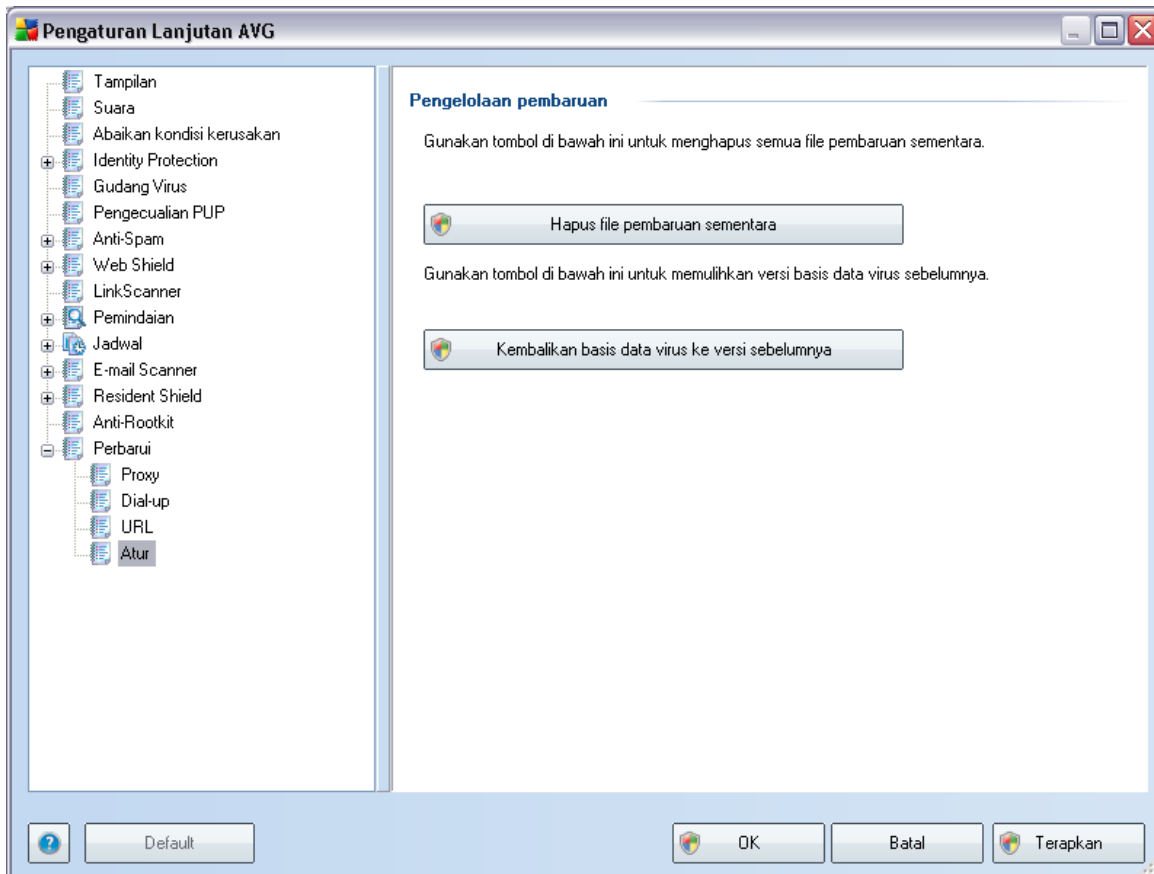 Pengaturan Lanjutan AVG
Tampilan
Suara
Abaikan kondisi kerusakan
Identity Protection
Gudang Virus
Pengecualian PUP
Anti-Spam
Web Shield
LinkScanner
Pemindaian
Jadwal
E-mail Scanner
Resident Shield
Anti-Rootkit
Perbarui
Proxy
Dial-up
URL
Atur
Pengelolaan pembaruan
Gunakan tombol di bawah ini untuk menghapus semua file pembaruan sementara.
Hapus file pembaruan sementara
Gunakan tombol di bawah ini untuk memulihkan versi basis data virus sebelumnya.
Kembalikan basis data virus ke versi sebelumnya
? Default OK Batal Terapkan